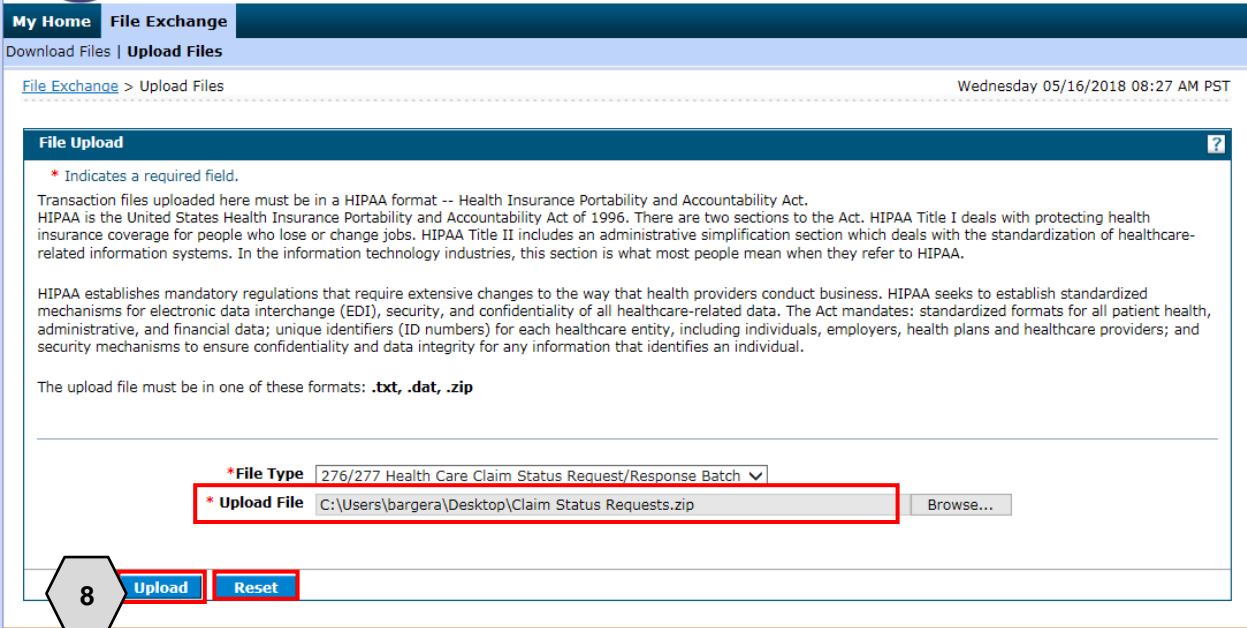 My Home File Exchange
Download Files | Upload Files
File Exchange > Upload Files Wednesday 05/16/2018 08:27 AM PST
File Upload ?
* Indicates a required field.
Transaction files uploaded here must be in a HIPAA format -- Health Insurance Portability and Accountability Act.
HIPAA is the United States Health Insurance Portability and Accountability Act of 1996. There are two sections to the Act. HIPAA Title I deals with protecting health
insurance coverage for people who lose or change jobs. HIPAA Title II includes an administrative simplification section which deals with the standardization of healthcare-
related information systems. In the information technology industries, this section is what most people mean when they refer to HIPAA.
HIPAA establishes mandatory regulations that require extensive changes to the way that health providers conduct business. HIPAA seeks to establish standardized
mechanisms for electronic data interchange (EDI), security, and confidentiality of all healthcare-related data. The Act mandates: standardized formats for all patient health,
administrative, and financial data; unique identifiers (ID numbers) for each healthcare entity, including individuals, employers, health plans and healthcare providers; and
security mechanisms to ensure confidentiality and data integrity for any information that identifies an individual.
The upload file must be in one of these formats: .txt, .dat, .zip
*File Type 276/277 Health Care Claim Status Request/Response Batch
* Upload File C:\Users\bargera\Desktop\Claim Status Requests.zip Browse...
8 Upload Reset